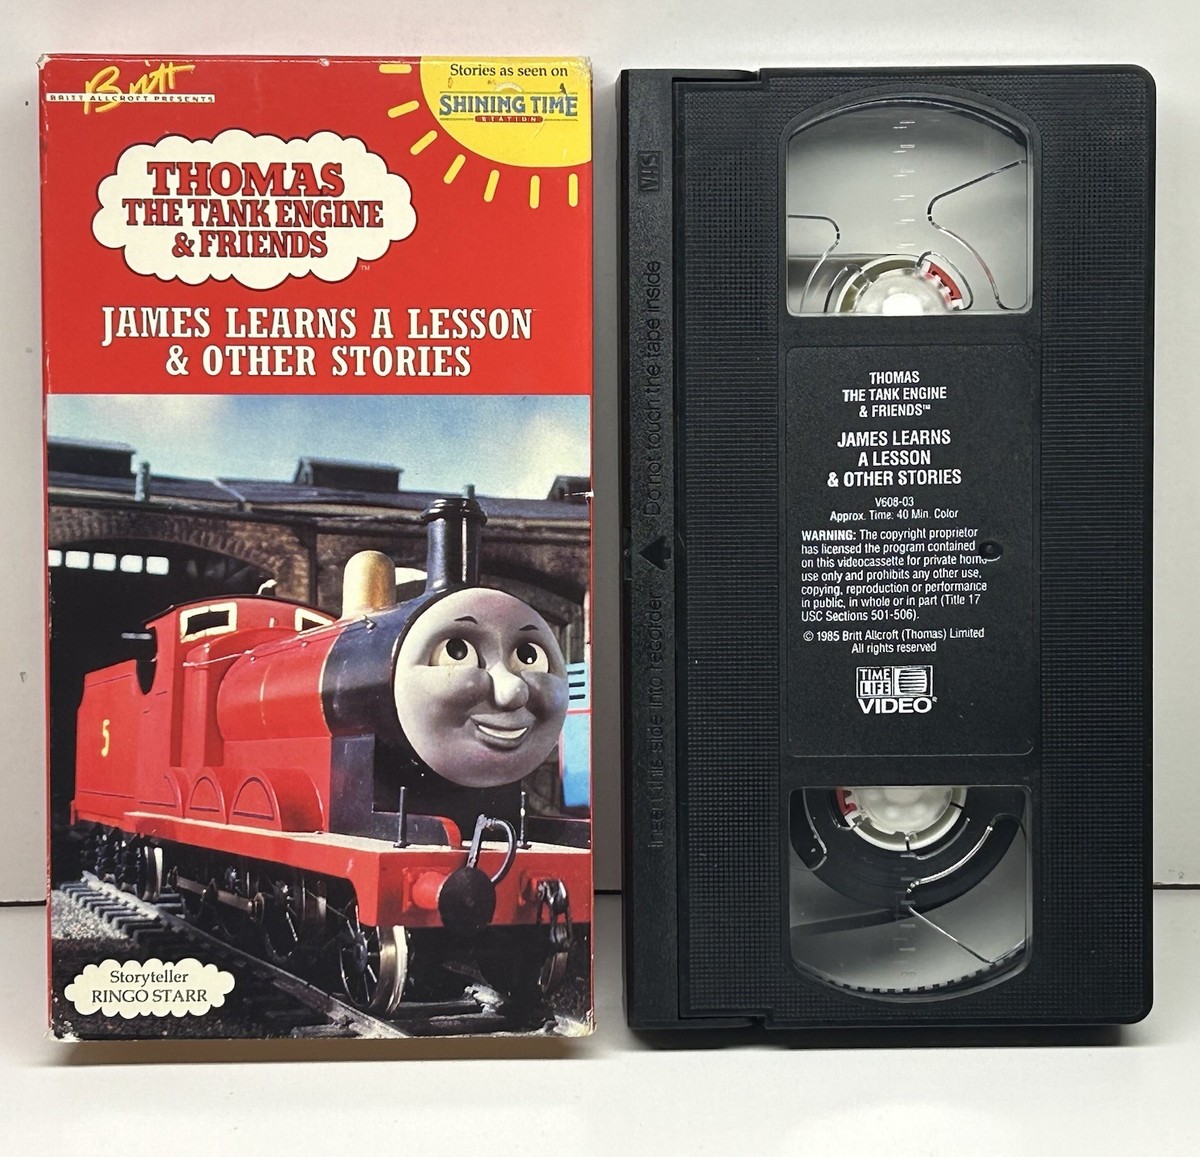 Britt
BRITT ALLCROFT PRESENTS
Stories as seen on
SHINING TIME
STATION
THOMAS
THE TANK ENGINE
& FRIENDS
TM
JAMES LEARNS A LESSON
& OTHER STORIES
5
Storyteller
RINGO STARR
VHS
Do not touch the tape inside
Insert this side into recorder
THOMAS
THE TANK ENGINE
& FRIENDS™
JAMES LEARNS
A LESSON
& OTHER STORIES
V608-03
Approx. Time: 40 Min. Color
WARNING: The copyright proprietor
has licensed the program contained
on this videocassette for private home
use only and prohibits any other use,
copying, reproduction or performance
in public, in whole or in part (Title 17
USC Sections 501-506).
© 1985 Britt Allcroft (Thomas) Limited
All rights reserved
TIME
LIFE
VIDEO®